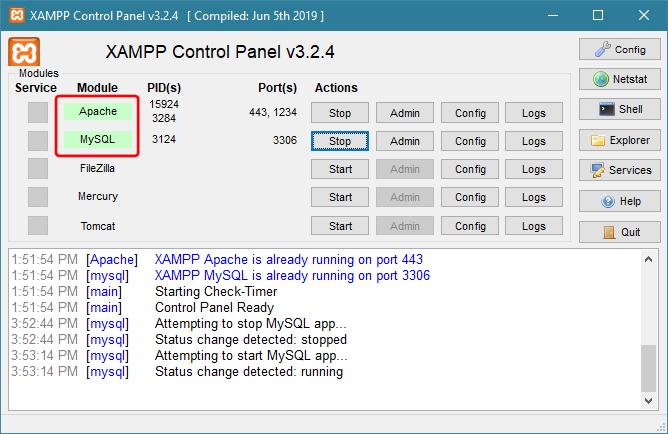 XAMPP Control Panel v3.2.4   [ Compiled: Jun 5th 2019 ]
XAMPP Control Panel v3.2.4
Config
Modules
Service Module PID(s) Port(s) Actions
Netstat
Apache 15924 3284 443, 1234 Stop Admin Config Logs
Shell
MySQL 3124 3306 Stop Admin Config Logs
Explorer
FileZilla Start Admin Config Logs
Services
Mercury Start Admin Config Logs
Help
Tomcat Start Admin Config Logs
Quit
1:51:54 PM [Apache] XAMPP Apache is already running on port 443
1:51:54 PM [mysql] XAMPP MySQL is already running on port 3306
1:51:54 PM [main] Starting Check-Timer
1:51:54 PM [main] Control Panel Ready
3:52:44 PM [mysql] Attempting to stop MySQL app...
3:52:44 PM [mysql] Status change detected: stopped
3:53:14 PM [mysql] Attempting to start MySQL app...
3:53:14 PM [mysql] Status change detected: running